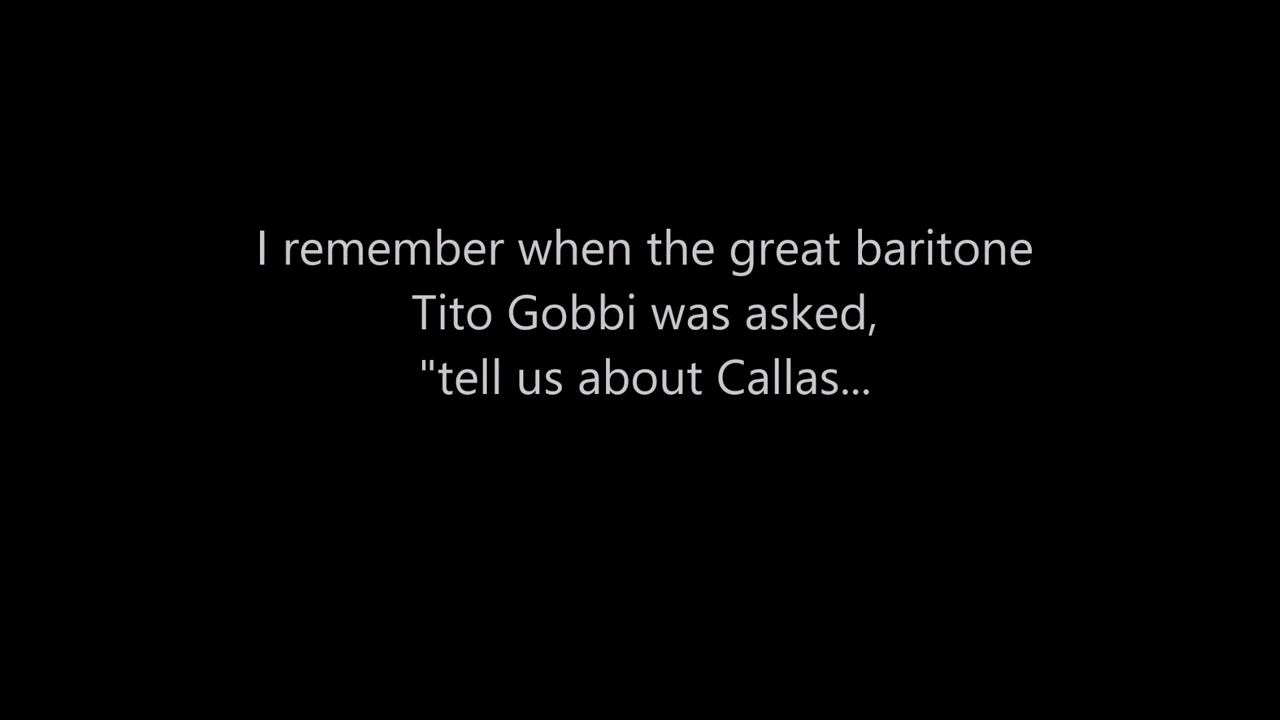 I remember when the great baritone
Tito Gobbi was asked,
"tell us about Callas...